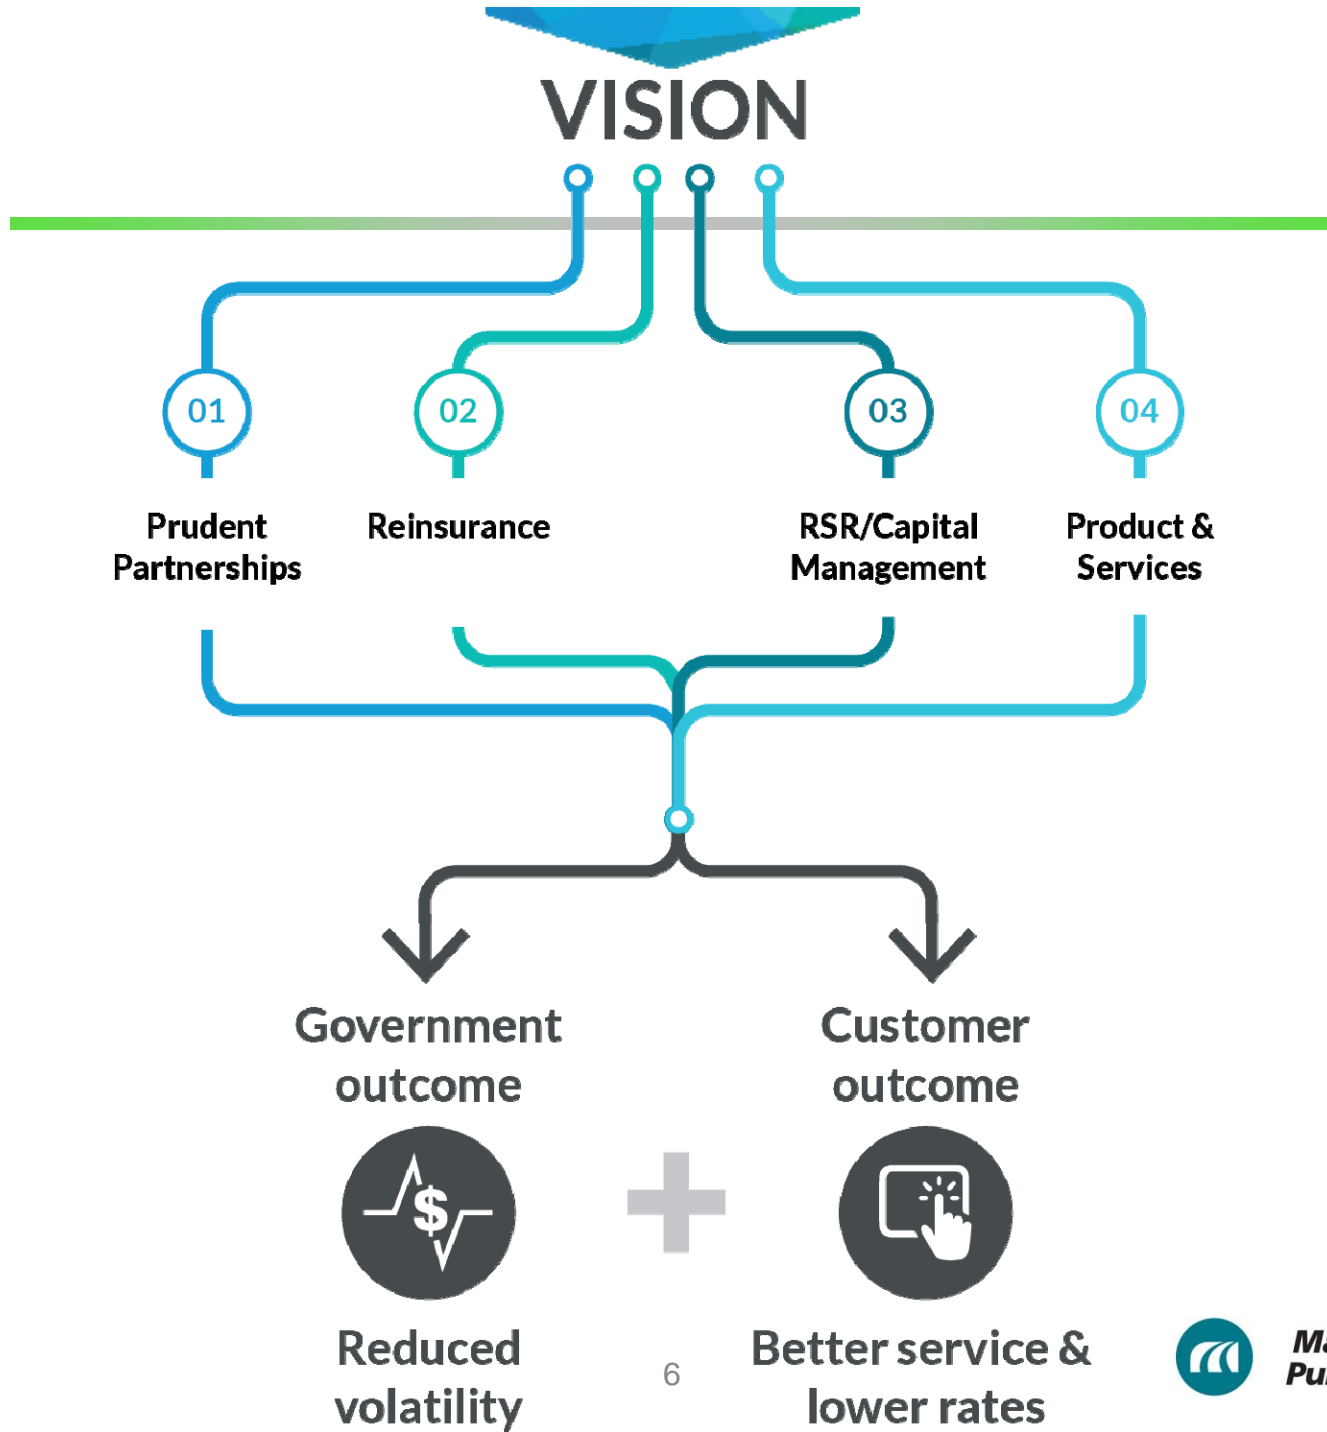 VISION
01
02
03
04
Prudent
Partnerships
Reinsurance
RSR/Capital
Management
Product &
Services
Government
outcome
Customer
outcome
$
Reduced
volatility
Better service &
lower rates
6